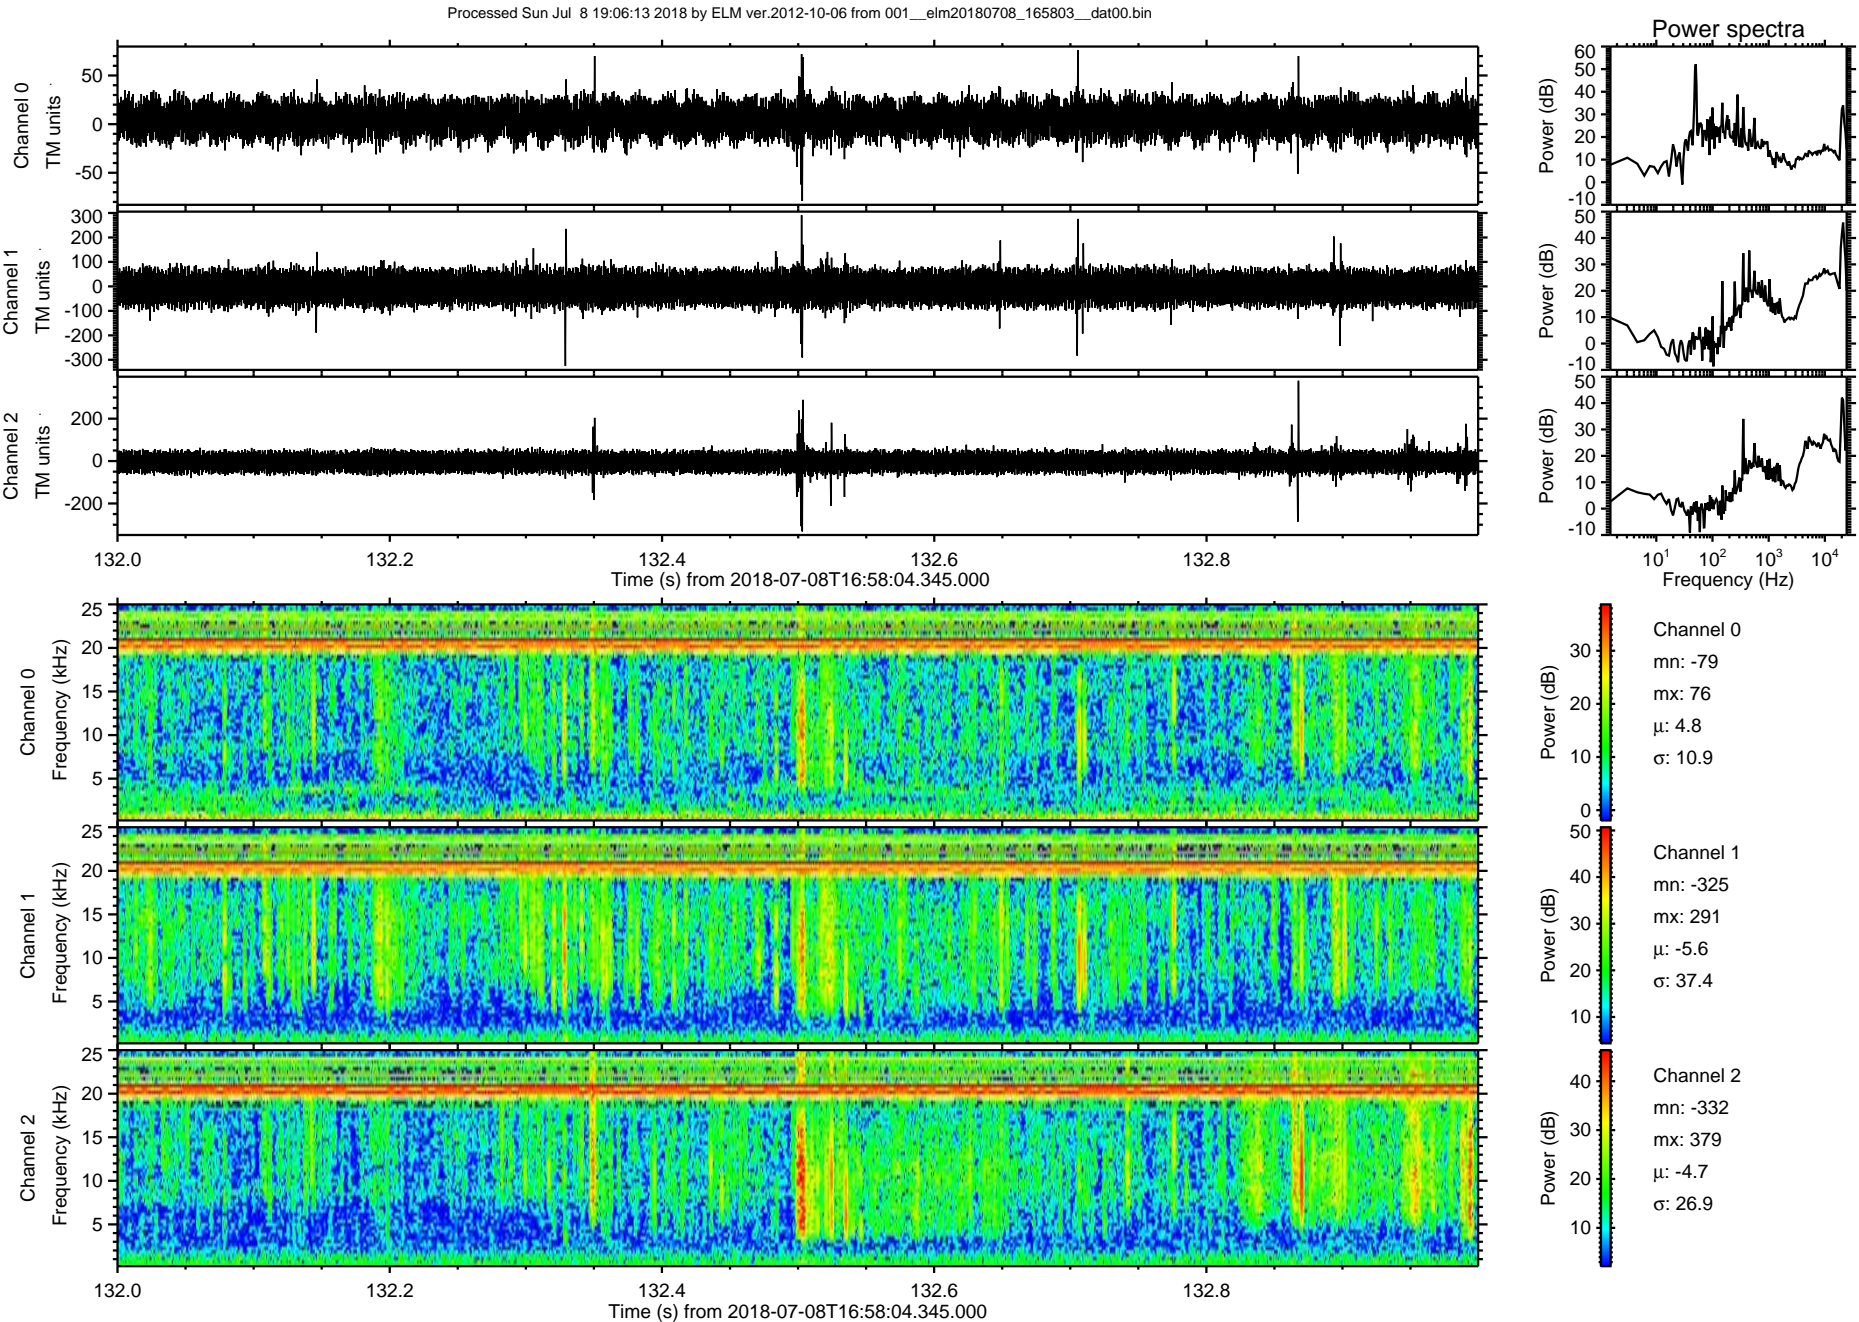 Processed Sun Jul  8 19:06:13 2018 by ELM ver.2012-10-06 from 001__elm20180708_165803__dat00.bin
Power spectra
Channel 0
TM units
50
0
-50
Power (dB)
60
50
40
30
20
10
0
-10
Channel 1
TM units
300
200
100
0
-100
-200
-300
Power (dB)
50
40
30
20
10
0
-10
Channel 2
TM units
200
0
-200
Power (dB)
50
40
30
20
10
0
-10
132.0 132.2 132.4 132.6 132.8
Time (s) from 2018-07-08T16:58:04.345.000
10¹ 10² 10³ 10⁴
Frequency (Hz)
Channel 0
Frequency (kHz)
25
20
15
10
5
Power (dB)
30
20
10
0
Channel 0
mn: -79
mx: 76
μ: 4.8
σ: 10.9
Channel 1
Frequency (kHz)
25
20
15
10
5
Power (dB)
50
40
30
20
10
Channel 1
mn: -325
mx: 291
μ: -5.6
σ: 37.4
Channel 2
Frequency (kHz)
25
20
15
10
5
Power (dB)
40
30
20
10
Channel 2
mn: -332
mx: 379
μ: -4.7
σ: 26.9
132.0 132.2 132.4 132.6 132.8
Time (s) from 2018-07-08T16:58:04.345.000